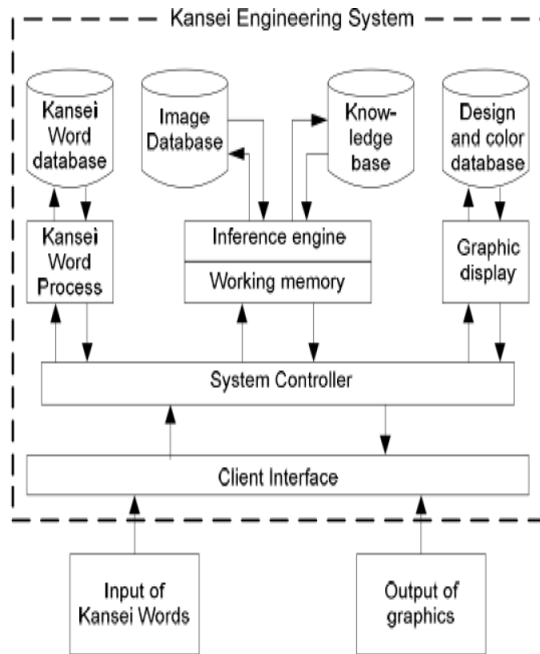 Kansei Engineering System
Kansei
Word
database
Image
Database
Know-
ledge
base
Design
and color
database
Kansei
Word
Process
Inference engine
Working memory
Graphic
display
System Controller
Client Interface
Input of
Kansei Words
Output of
graphics